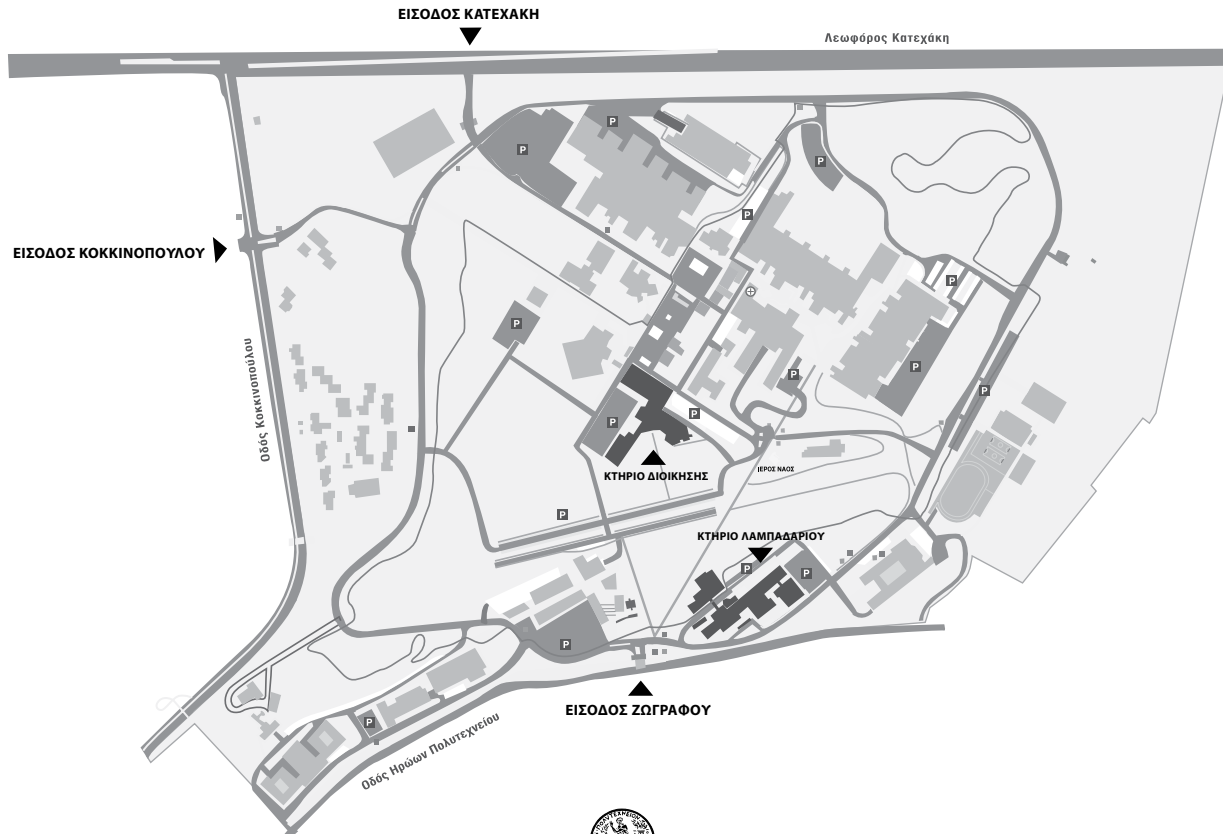 ΕΙΣΟΔΟΣ ΚΑΤΕΧΑΚΗ
Λεωφόρος Κατεχάκη
P
P
P
P
ΕΙΣΟΔΟΣ ΚΟΚΚΙΝΟΠΟΥΛΟΥ
P
P
Οδός Κοκκινοπούλου
P
P
P
P
P
ΚΤΗΡΙΟ ΔΙΟΙΚΗΣΗΣ
ΙΕΡΟΣ ΝΑΟΣ
P
ΚΤΗΡΙΟ ΛΑΜΠΑΔΑΡΙΟΥ
P
P
P
ΕΙΣΟΔΟΣ ΖΩΓΡΑΦΟΥ
P
Οδός Ηρώων Πολυτεχνείου